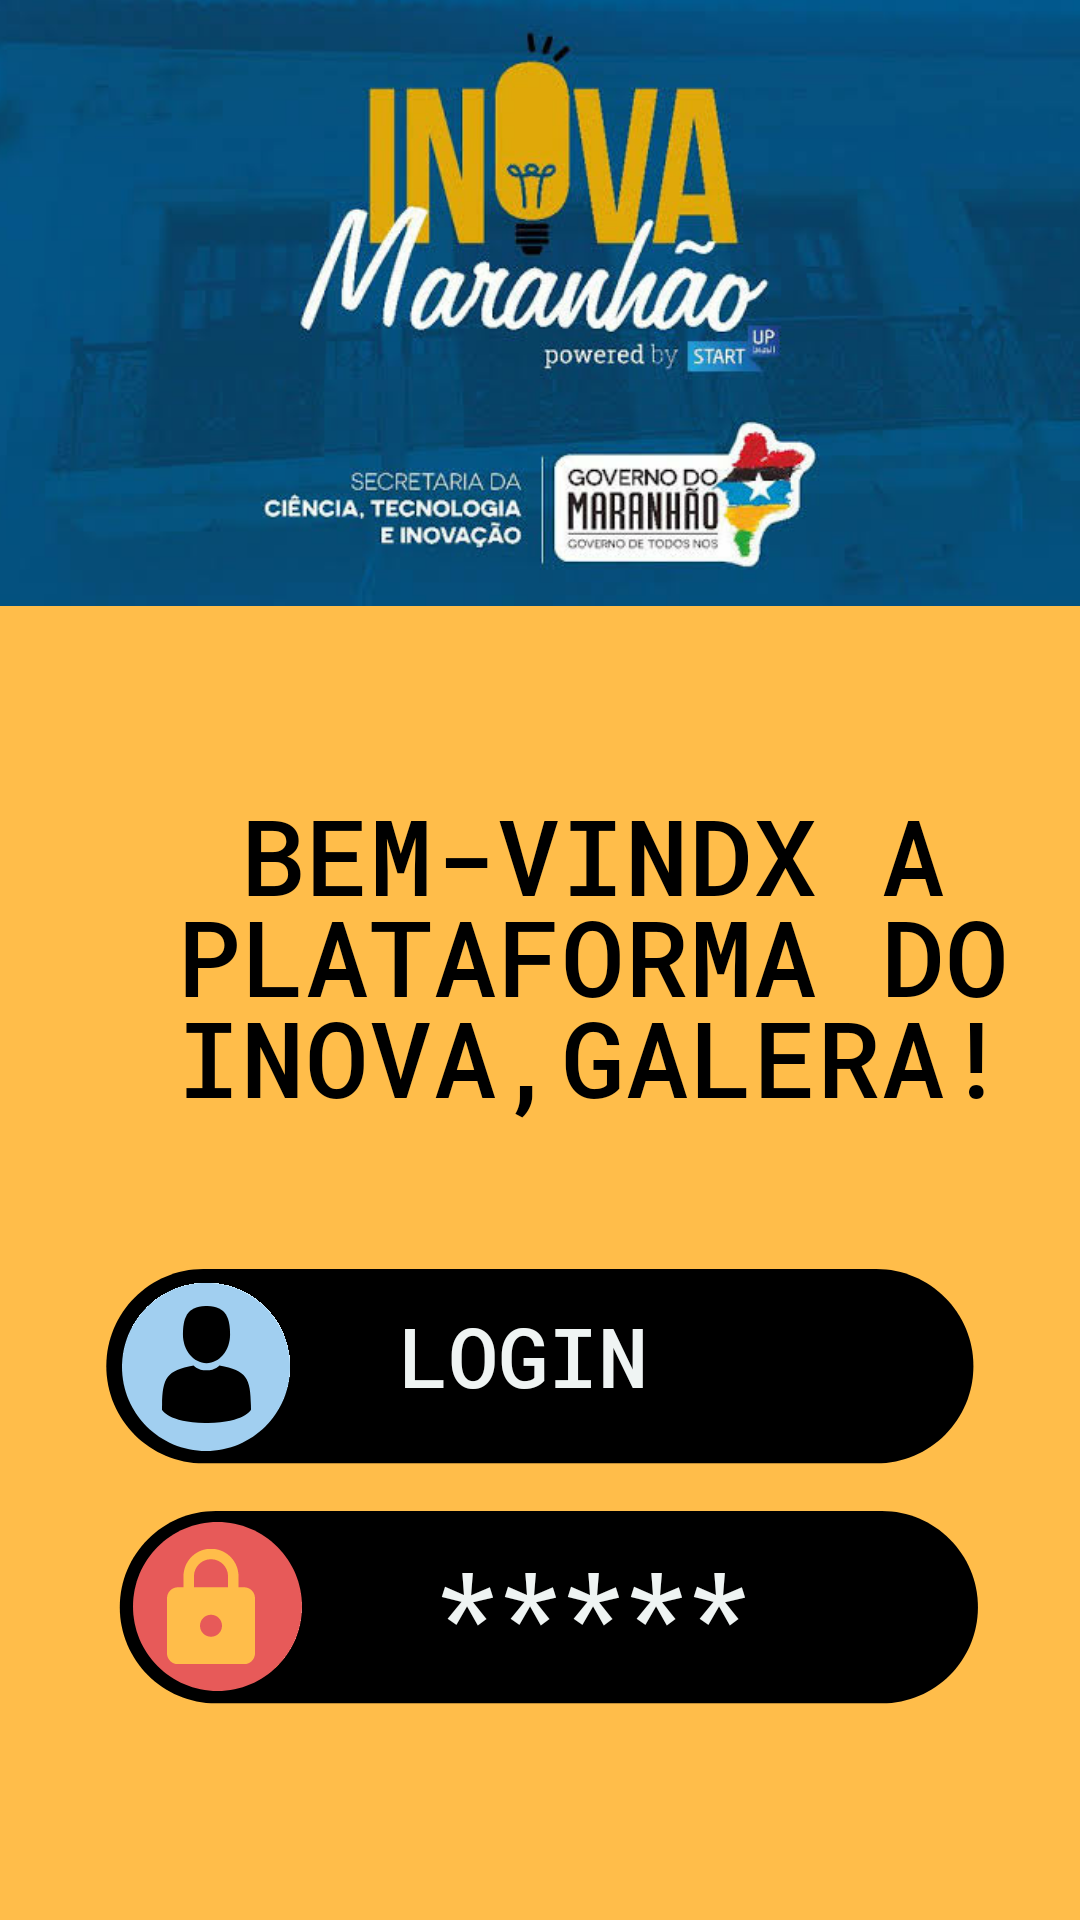 INOVA
Maranhão
powered by START UP Brasil
SECRETARIA DA
CIÊNCIA, TECNOLOGIA
E INOVAÇÃO
GOVERNO DO
MARANHÃO
GOVERNO DE TODOS NÓS
BEM-VINDX A
PLATAFORMA DO
INOVA,GALERA!
LOGIN
*****